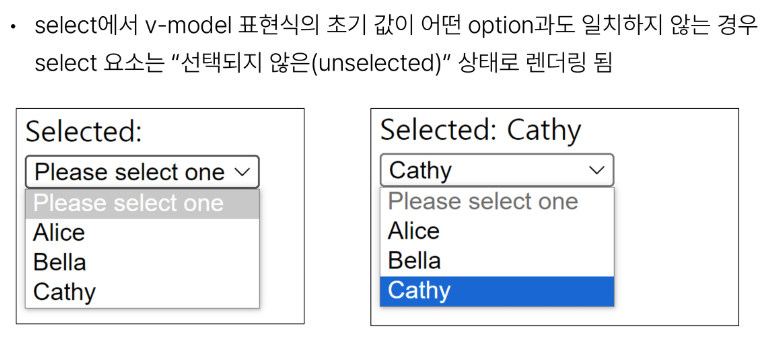 • select에서 v-model 표현식의 초기 값이 어떤 option과도 일치하지 않는 경우
select 요소는 “선택되지 않은(unselected)” 상태로 렌더링 됨
Selected:
Please select one
Please select one
Alice
Bella
Cathy
Selected: Cathy
Cathy
Please select one
Alice
Bella
Cathy